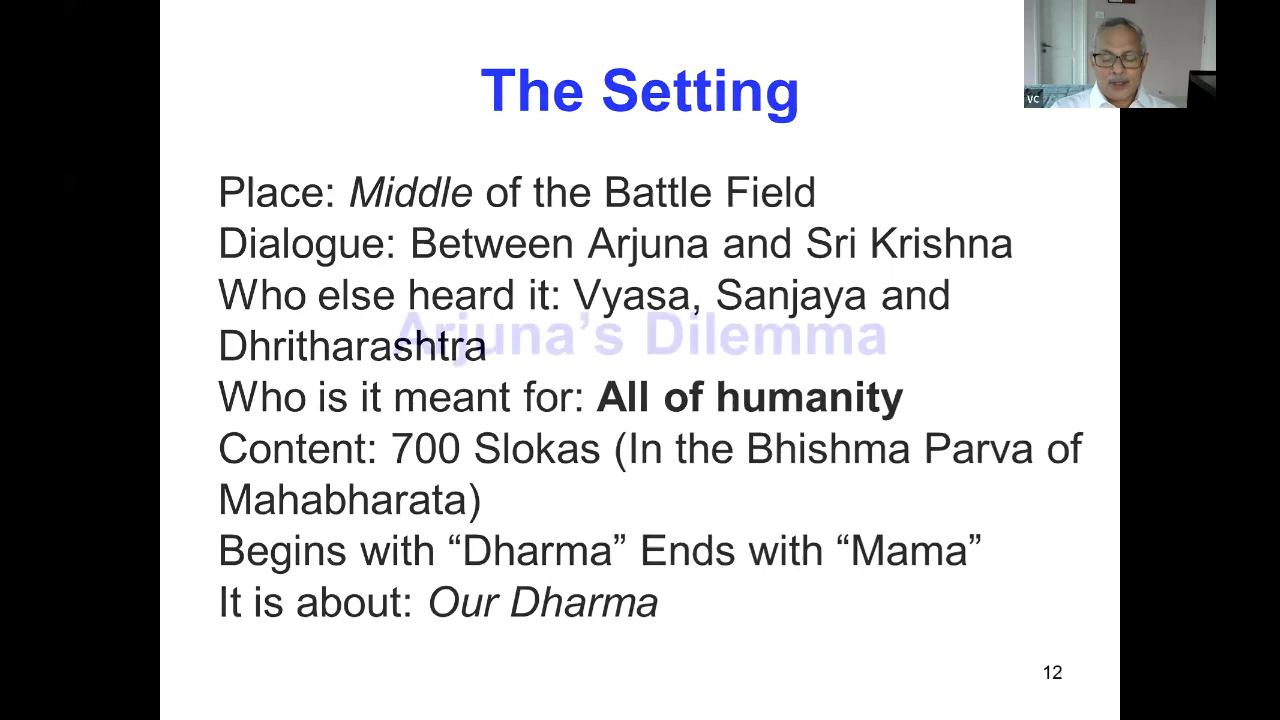 The Setting
VC
Place: Middle of the Battle Field
Dialogue: Between Arjuna and Sri Krishna
Who else heard it: Vyasa, Sanjaya and
Arjuna’s Dilemma
Dhritharashtra
Who is it meant for: All of humanity
Content: 700 Slokas (In the Bhishma Parva of
Mahabharata)
Begins with “Dharma” Ends with “Mama”
It is about: Our Dharma
12